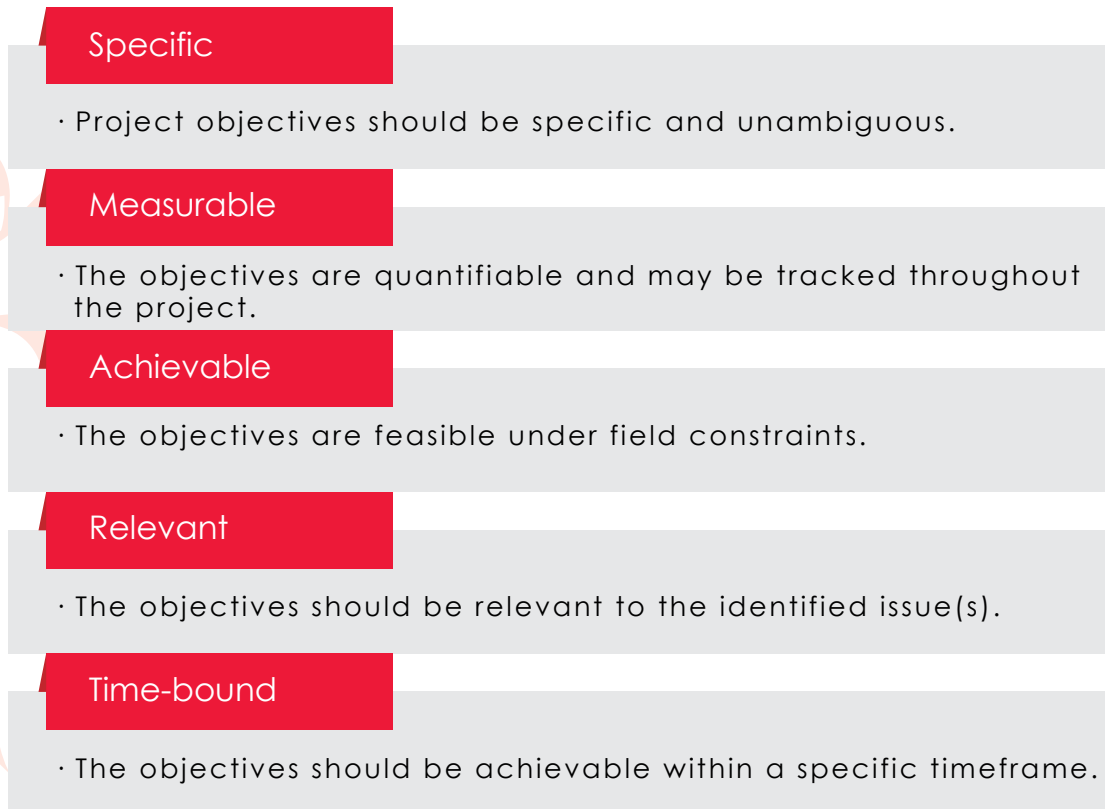 Specific
· Project objectives should be specific and unambiguous.
Measurable
· The objectives are quantifiable and may be tracked throughout
the project.
Achievable
· The objectives are feasible under field constraints.
Relevant
· The objectives should be relevant to the identified issue(s).
Time-bound
· The objectives should be achievable within a specific timeframe.